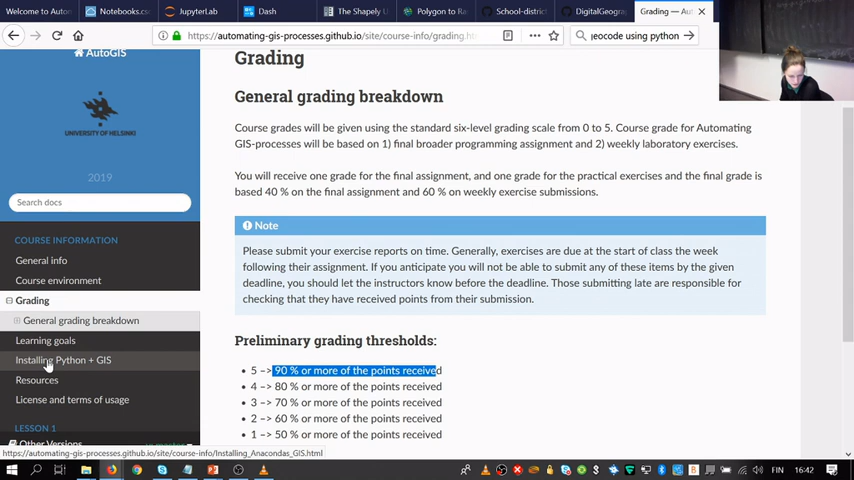 Welcome to Autom
Notebooks.csc
JupyterLab
Dash
The Shapely U
Polygon to Re
School-district
DigitalGeograp
Grading — Aut
https://automating-gis-processes.github.io/site/course-info/grading.ht
geocode using python
AutoGIS
UNIVERSITY OF HELSINKI
2019
Search docs
COURSE INFORMATION
General info
Course environment
Grading
General grading breakdown
Learning goals
Installing Python + GIS
Resources
License and terms of usage
LESSON 1
Other Versions
Grading
General grading breakdown
Course grades will be given using the standard six-level grading scale from 0 to 5. Course grade for Automating
GIS-processes will be based on 1) final broader programming assignment and 2) weekly laboratory exercises.
You will receive one grade for the final assignment, and one grade for the practical exercises and the final grade is
based 40 % on the final assignment and 60 % on weekly exercise submissions.
Note
Please submit your exercise reports on time. Generally, exercises are due at the start of class the week
following their assignment. If you anticipate you will not be able to submit any of these items by the given
deadline, you should let the instructors know before the deadline. Those submitting late are responsible for
checking that they have received points from their submission.
Preliminary grading thresholds:
5 –> 90 % or more of the points received
4 –> 80 % or more of the points received
3 –> 70 % or more of the points received
2 –> 60 % or more of the points received
1 –> 50 % or more of the points received
https://automating-gis-processes.github.io/site/course-info/Installing_Anacondas_GIS.html
FIN
16:42